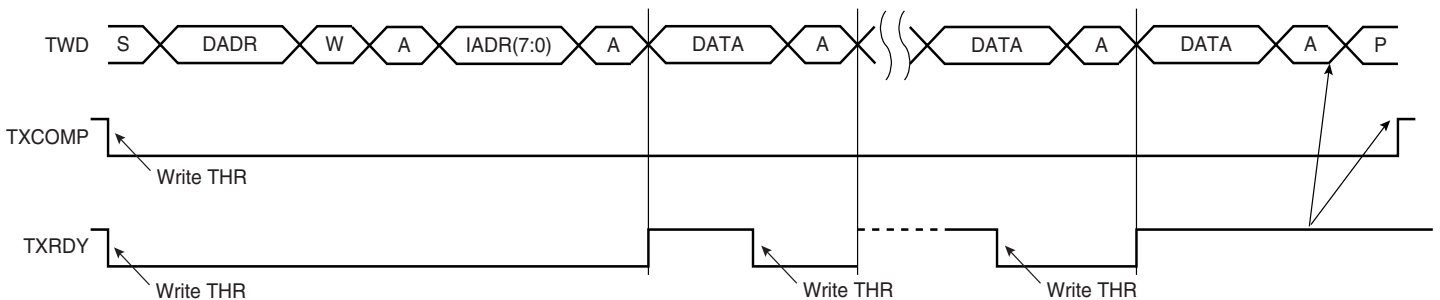 TWD S DADR W A IADR(7:0) A DATA A DATA A DATA A P
TXCOMP
Write THR
TXRDY
Write THR Write THR Write THR